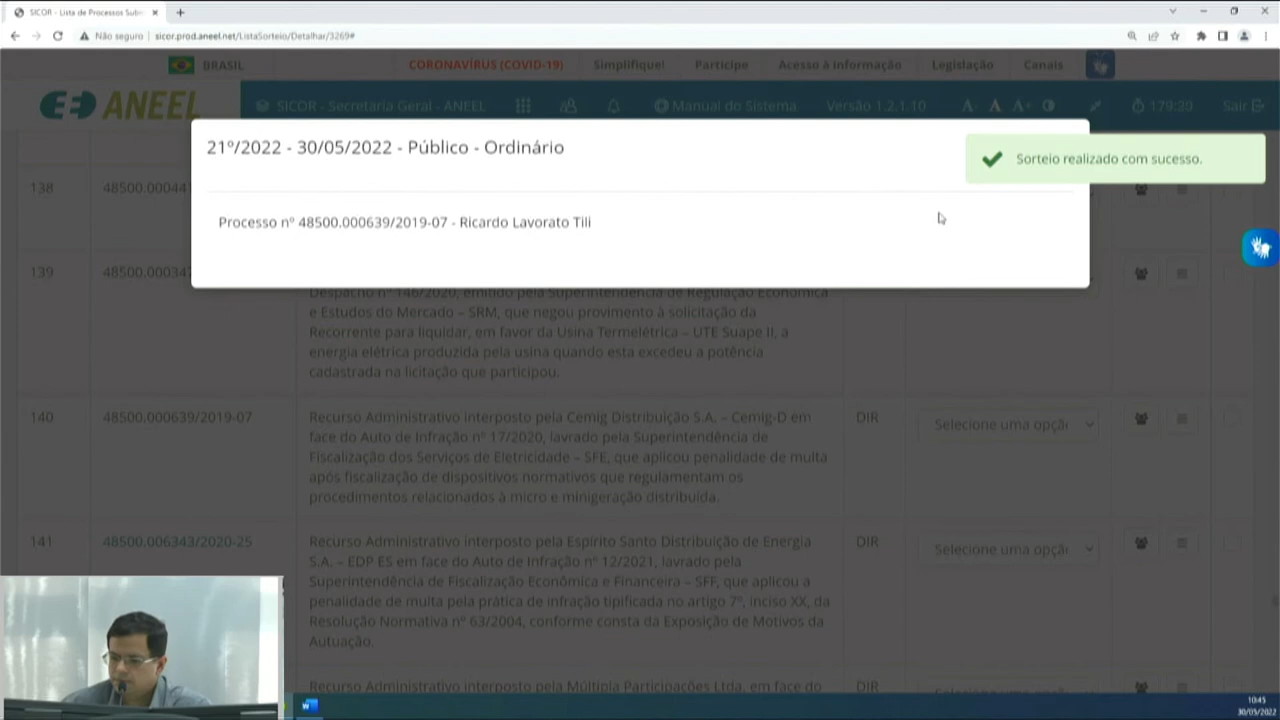 SICOR - Lista de Processos Subm
Não seguro | sicor.prod.aneel.net/ListaSorteio/Detalhar/3269#
BRASIL
CORONAVÍRUS (COVID-19)
Simplifique!
Participe
Acesso à informação
Legislação
Canais
ANEEL
SICOR - Secretaria Geral - ANEEL
Manual do Sistema
Versão 1.2.1.10
A-
A
A+
179:20
Sair
21º/2022 - 30/05/2022 - Público - Ordinário
Sorteio realizado com sucesso.
138
48500.00044
Processo nº 48500.000639/2019-07 - Ricardo Lavorato Tili
139
48500.00034
Despacho nº 146/2020, emitido pela Superintendência de Regulação Econômica
e Estudos do Mercado – SRM, que negou provimento à solicitação da
Recorrente para liquidar, em favor da Usina Termelétrica – UTE Suape II, a
energia elétrica produzida pela usina quando esta excedeu a potência
cadastrada na licitação que participou.
140
48500.000639/2019-07
Recurso Administrativo interposto pela Cemig Distribuição S.A. – Cemig-D em
face do Auto de Infração nº 17/2020, lavrado pela Superintendência de
Fiscalização dos Serviços de Eletricidade – SFE, que aplicou penalidade de multa
após fiscalização de dispositivos normativos que regulamentam os
procedimentos relacionados à micro e minigeração distribuída.
DIR
Selecione uma opçã
141
48500.006343/2020-25
Recurso Administrativo interposto pela Espírito Santo Distribuição de Energia
S.A. – EDP ES em face do Auto de Infração nº 12/2021, lavrado pela
Superintendência de Fiscalização Econômica e Financeira – SFF, que aplicou a
penalidade de multa pela prática de infração tipificada no artigo 7º, inciso XX, da
Resolução Normativa nº 63/2004, conforme consta da Exposição de Motivos da
Autuação.
DIR
Selecione uma opçã
Recurso Administrativo interposto pela Múltipla Participações Ltda. em face do
DIR
Selecione uma opçã
10:45
30/05/2022